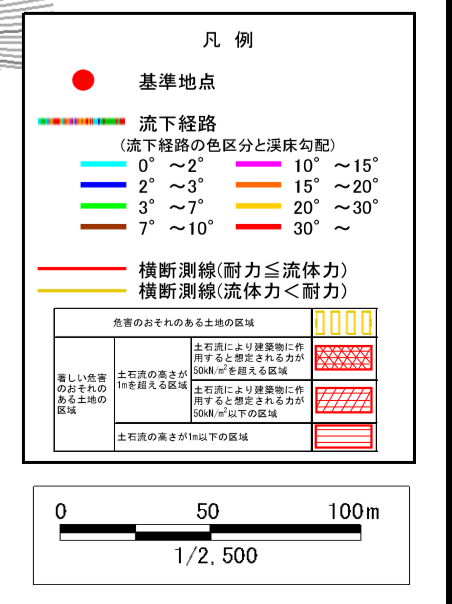 凡 例
基準地点
流下経路
(流下経路の色区分と渓床勾配)
0° ～2° 10° ～15°
2° ～3° 15° ～20°
3° ～7° 20° ～30°
7° ～10° 30° ～
横断測線(耐力≦流体力)
横断測線(流体力＜耐力)
危害のおそれのある土地の区域
著しい危害
のおそれの
ある土地の
区域
土石流の高さが
1mを超える区域
土石流により建築物に作
用すると想定される力が
50kN/m²を超える区域
土石流により建築物に作
用すると想定される力が
50kN/m²以下の区域
土石流の高さが1m以下の区域
0 50 100m
1/2,500